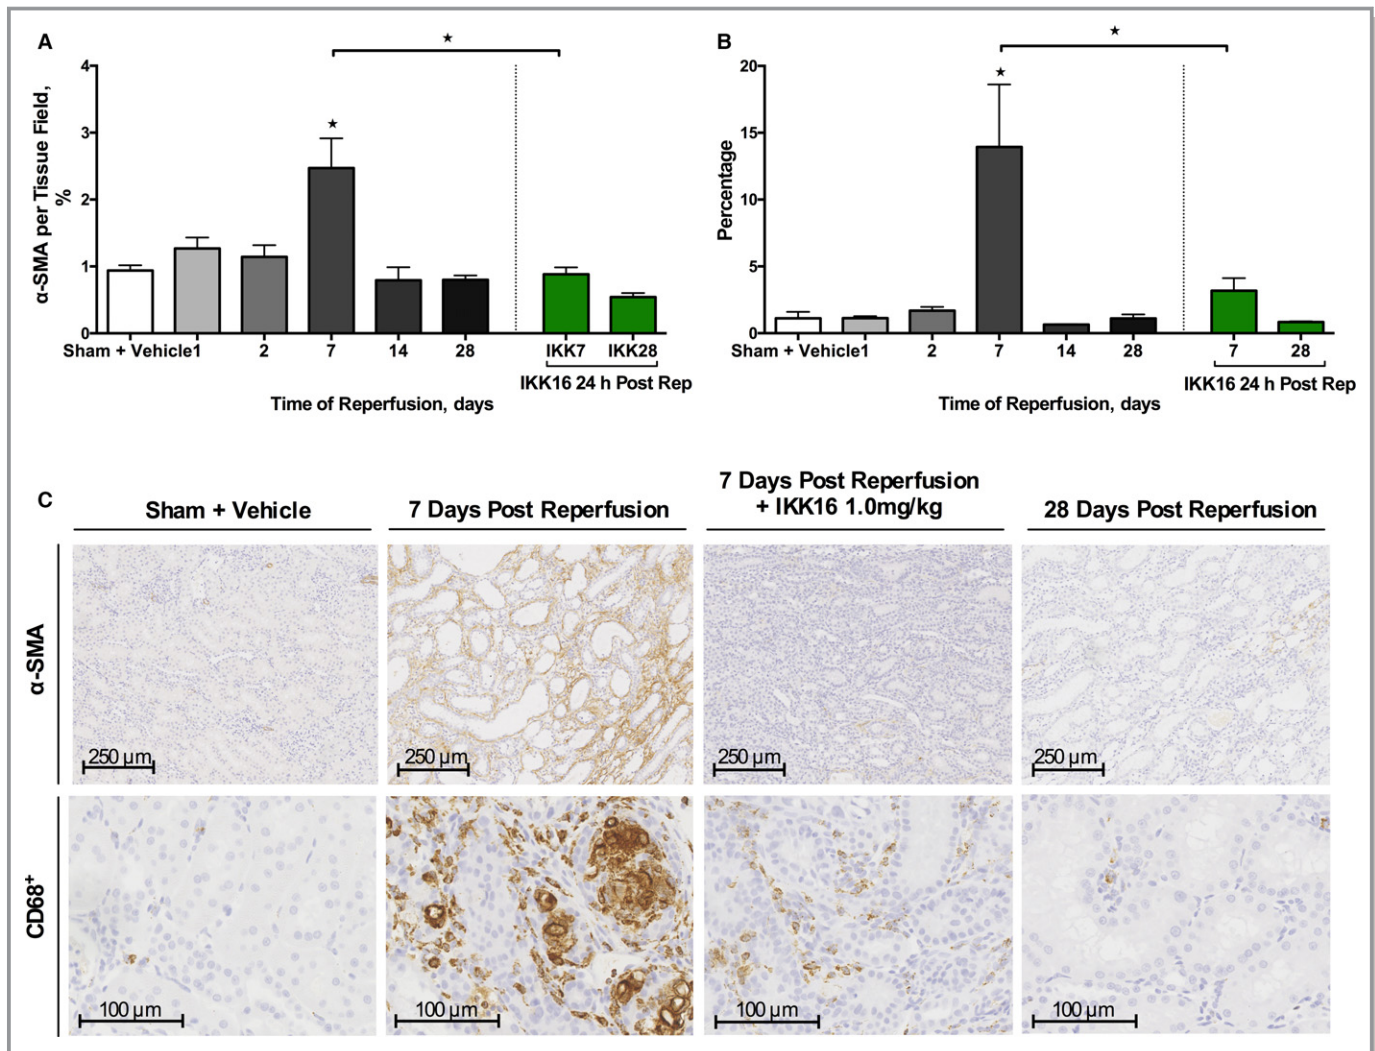 A
★
4
3
2
1
0
α-SMA per Tissue Field,
%
★
Sham + Vehicle 1 2 7 14 28 IKK7 IKK28
IKK16 24 h Post Rep
Time of Reperfusion, days
B
★
20
15
10
5
0
Percentage
★
Sham + Vehicle 1 2 7 14 28 7 28
IKK16 24 h Post Rep
Time of Reperfusion, days
C
Sham + Vehicle
7 Days Post Reperfusion
7 Days Post Reperfusion
+ IKK16 1.0mg/kg
28 Days Post Reperfusion
α-SMA
250 µm
250 µm
250 µm
250 µm
CD68+
100 µm
100 µm
100 µm
100 µm